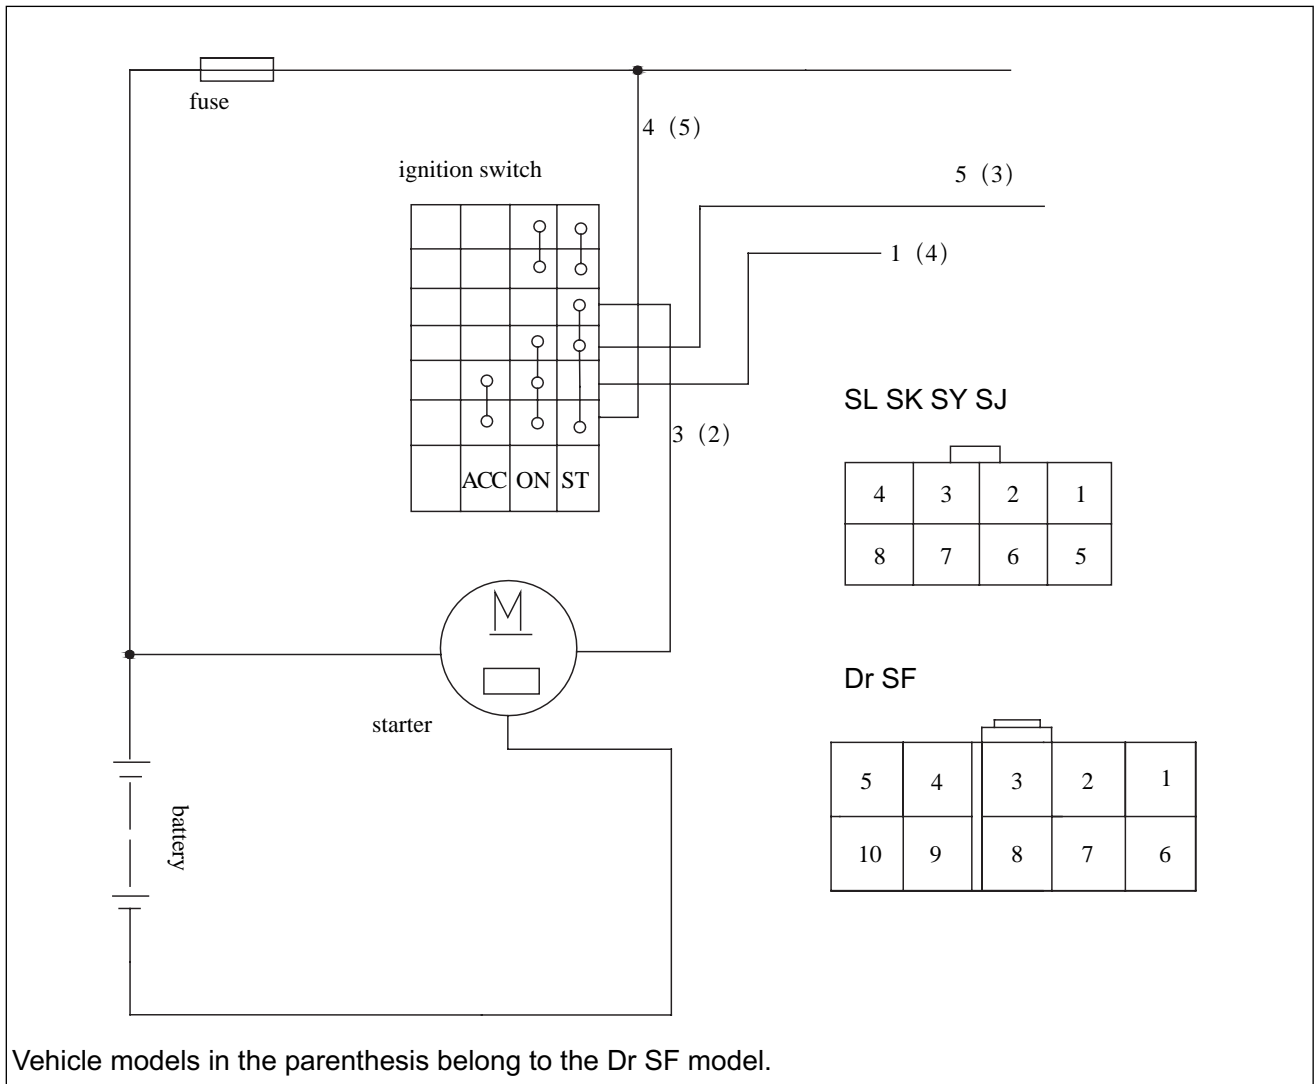 fuse
4 (5)
ignition switch
5 (3)
1 (4)
3 (2)
ACC ON ST
SL SK SY SJ
4 3 2 1
8 7 6 5
M
starter
battery
Dr SF
5 4 3 2 1
10 9 8 7 6
Vehicle models in the parenthesis belong to the Dr SF model.